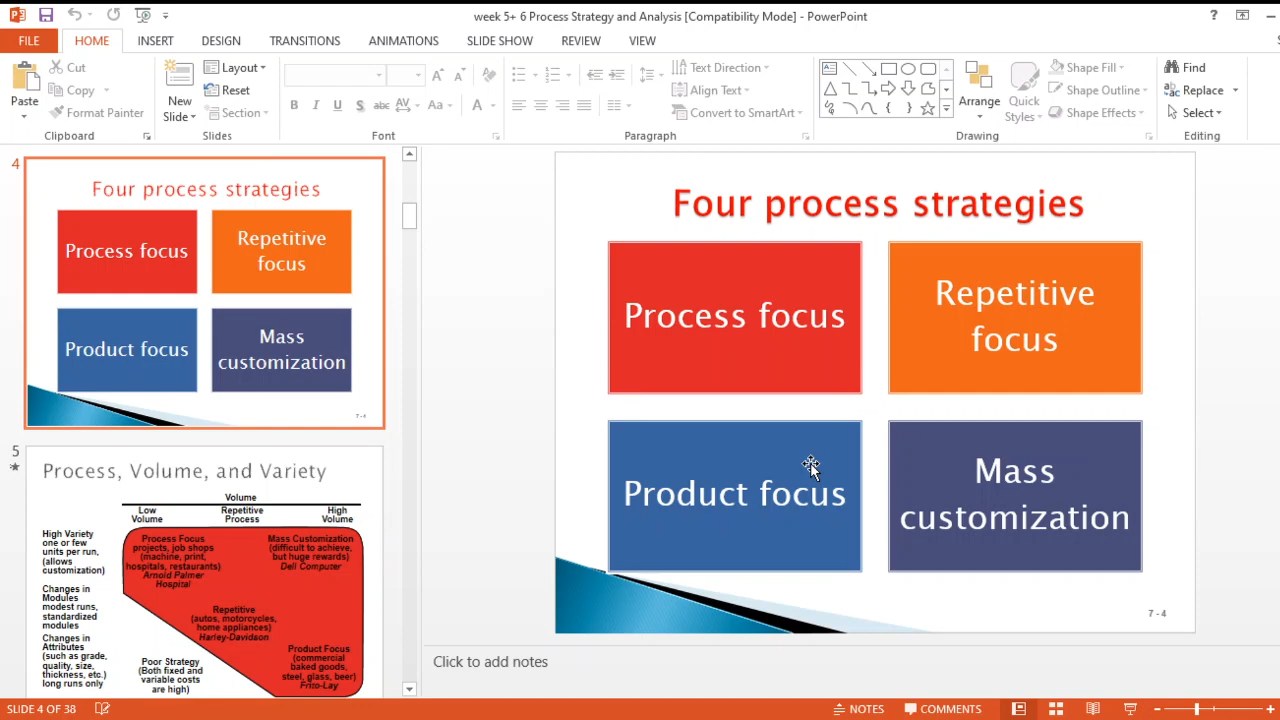 week 5+ 6 Process Strategy and Analysis [Compatibility Mode] - PowerPoint
?
FILE HOME INSERT DESIGN TRANSITIONS ANIMATIONS SLIDE SHOW REVIEW VIEW
Paste
Cut
Copy
Format Painter
Clipboard
New
Slide
Layout
Reset
Section
Slides
B I U S abc AV Aa A
Font
Text Direction
Align Text
Convert to SmartArt
Paragraph
Arrange
Quick
Styles
Shape Fill
Shape Outline
Shape Effects
Drawing
Find
Replace
Select
Editing
4
Four process strategies
Process focus
Repetitive
focus
Product focus
Mass
customization
7 - 4
5
Process, Volume, and Variety
Volume
Low
Volume
Repetitive
Process
High
Volume
High Variety
one or few
units per run,
(allows
customization)
Changes in
Modules
modest runs,
standardized
modules
Changes in
Attributes
(such as grade,
quality, size,
thickness, etc.)
long runs only
Process Focus
projects, job shops
(machine, print,
hospitals, restaurants)
Arnold Palmer
Hospital
Mass Customization
(difficult to achieve,
but huge rewards)
Dell Computer
Repetitive
(autos, motorcycles,
home appliances)
Harley-Davidson
Poor Strategy
(Both fixed and
variable costs
are high)
Product Focus
(commercial
baked goods,
steel, glass, beer)
Frito-Lay
Four process strategies
Process focus
Repetitive
focus
Product focus
Mass
customization
7 - 4
Click to add notes
SLIDE 4 OF 38
NOTES
COMMENTS